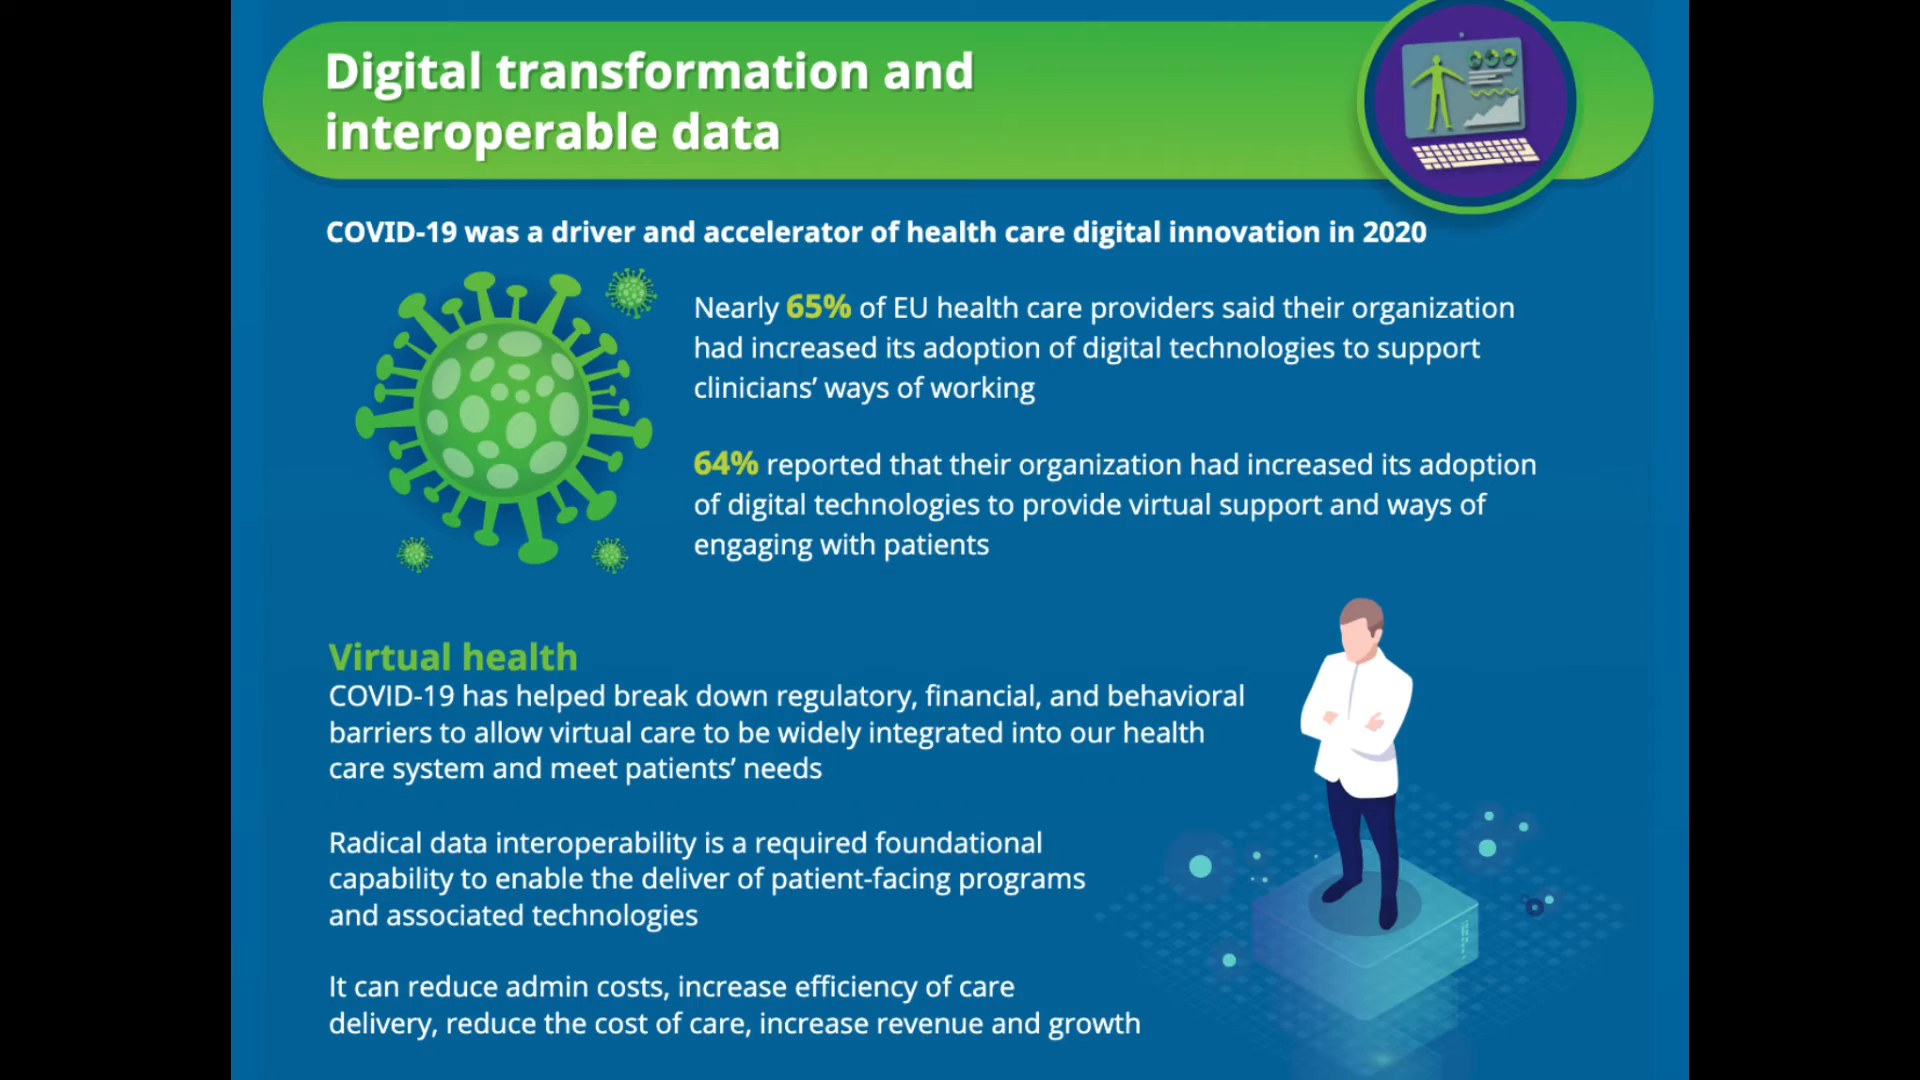 Digital transformation and
interoperable data
COVID-19 was a driver and accelerator of health care digital innovation in 2020
Nearly 65% of EU health care providers said their organization
had increased its adoption of digital technologies to support
clinicians’ ways of working
64% reported that their organization had increased its adoption
of digital technologies to provide virtual support and ways of
engaging with patients
Virtual health
COVID-19 has helped break down regulatory, financial, and behavioral
barriers to allow virtual care to be widely integrated into our health
care system and meet patients’ needs
Radical data interoperability is a required foundational
capability to enable the deliver of patient-facing programs
and associated technologies
It can reduce admin costs, increase efficiency of care
delivery, reduce the cost of care, increase revenue and growth